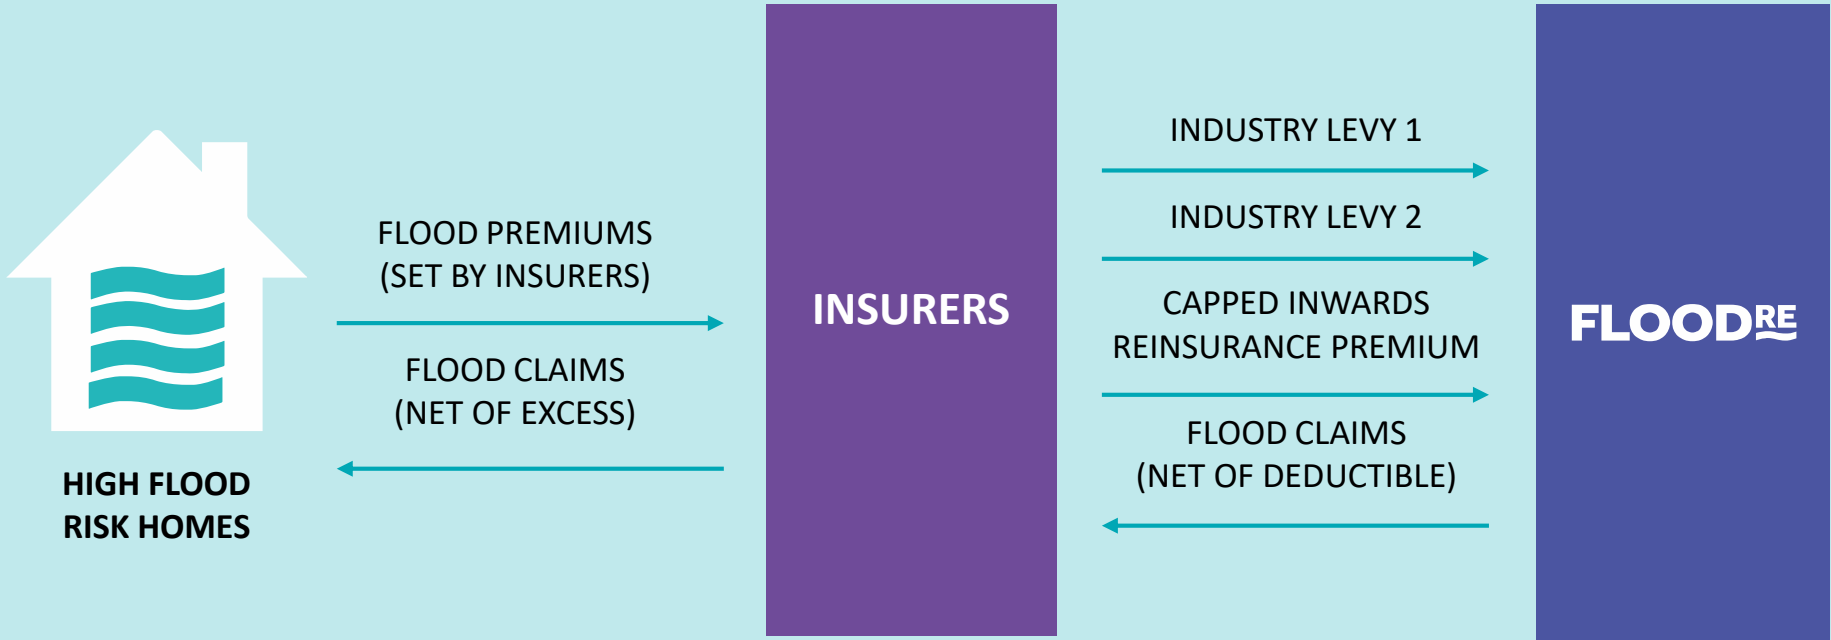 HIGH FLOOD
RISK HOMES
FLOOD PREMIUMS
(SET BY INSURERS)
FLOOD CLAIMS
(NET OF EXCESS)
INSURERS
INDUSTRY LEVY 1
INDUSTRY LEVY 2
CAPPED INWARDS
REINSURANCE PREMIUM
FLOOD CLAIMS
(NET OF DEDUCTIBLE)
FLOODRE